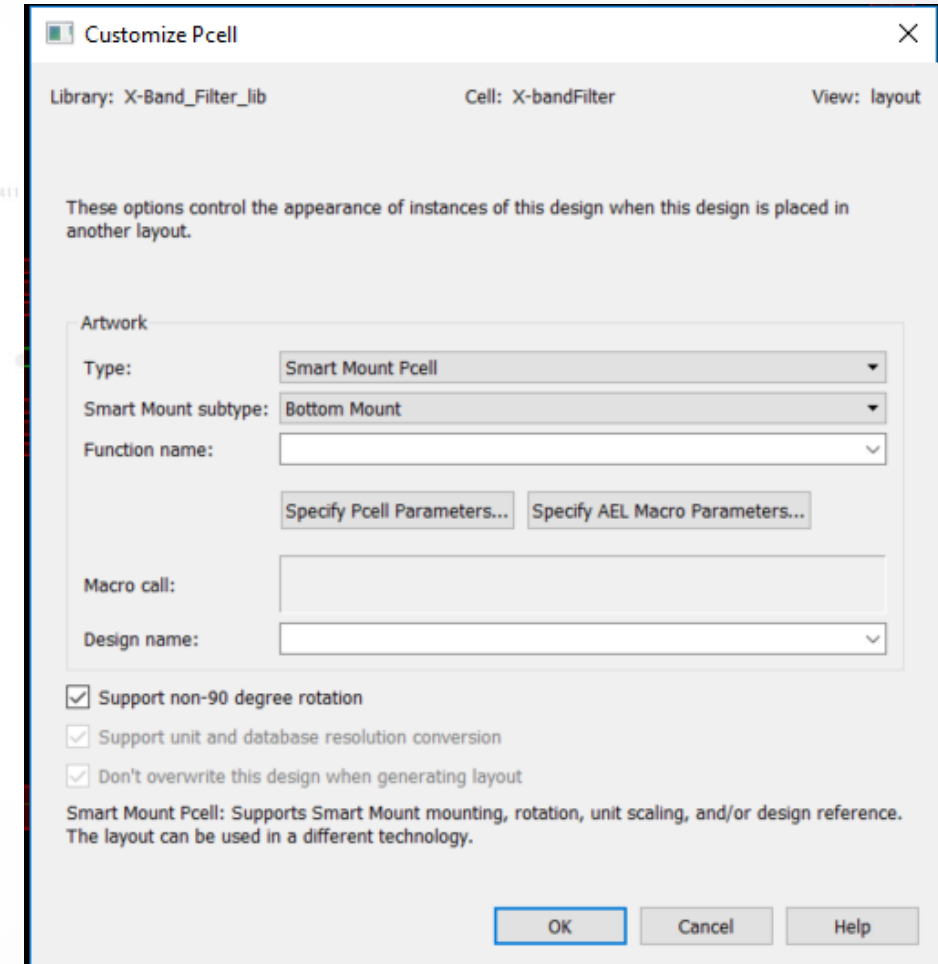 Customize Pcell
Library: X-Band_Filter_lib Cell: X-bandFilter View: layout
These options control the appearance of instances of this design when this design is placed in
another layout.
Artwork
Type: Smart Mount Pcell
Smart Mount subtype: Bottom Mount
Function name:
Specify Pcell Parameters... Specify AEL Macro Parameters...
Macro call:
Design name:
Support non-90 degree rotation
Support unit and database resolution conversion
Don't overwrite this design when generating layout
Smart Mount Pcell: Supports Smart Mount mounting, rotation, unit scaling, and/or design reference.
The layout can be used in a different technology.
OK Cancel Help